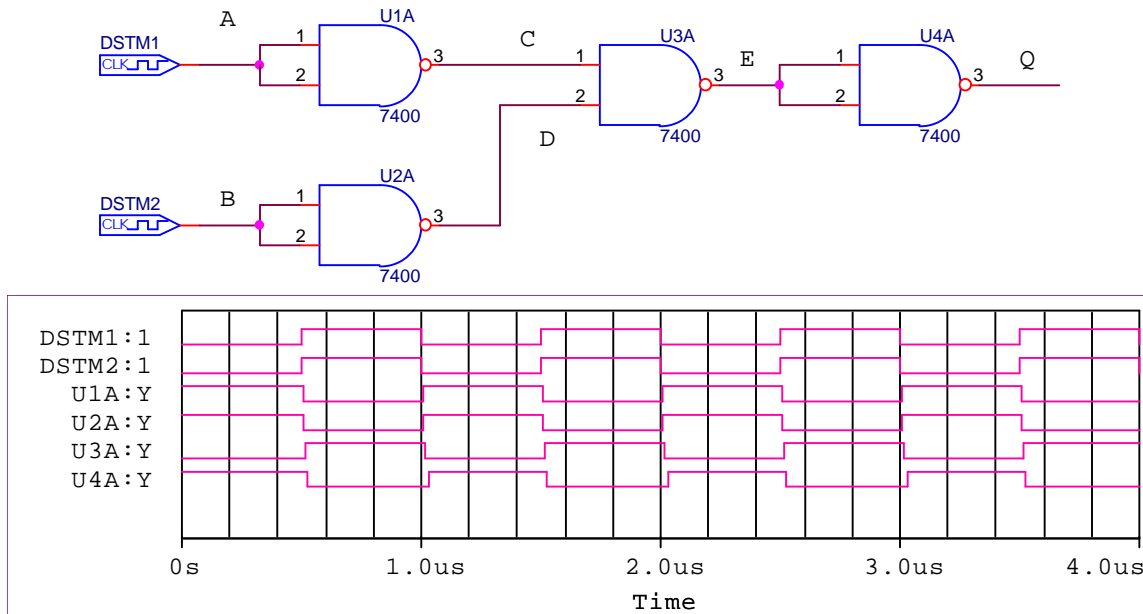 A
U1A
DSTM1
CLK
1
2
3
7400
C
U3A
1
2
3
7400
E
U4A
1
2
3
7400
Q
D
U2A
B
DSTM2
CLK
1
2
3
7400
DSTM1:1
DSTM2:1
U1A:Y
U2A:Y
U3A:Y
U4A:Y
0s 1.0us 2.0us 3.0us 4.0us
Time